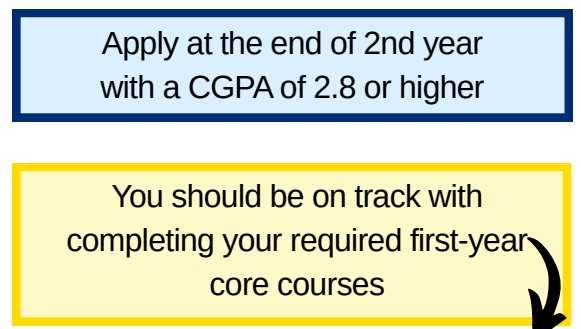 Apply at the end of 2nd year
with a CGPA of 2.8 or higher
You should be on track with
completing your required first-year
core courses